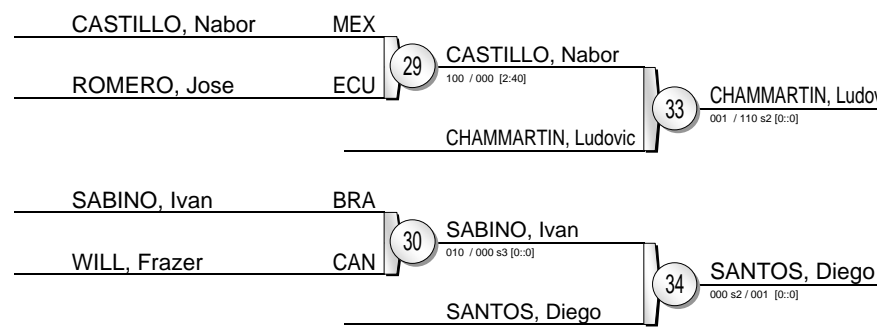 CASTILLO, Nabor MEX
ROMERO, Jose ECU
29
CASTILLO, Nabor
100 / 000 [2:40]
CHAMMARTIN, Ludovic
33
CHAMMARTIN, Ludov
001 / 110 s2 [0::0]
SABINO, Ivan BRA
WILL, Frazer CAN
30
SABINO, Ivan
010 / 000 s3 [0::0]
SANTOS, Diego
34
SANTOS, Diego
000 s2 / 001 [0::0]